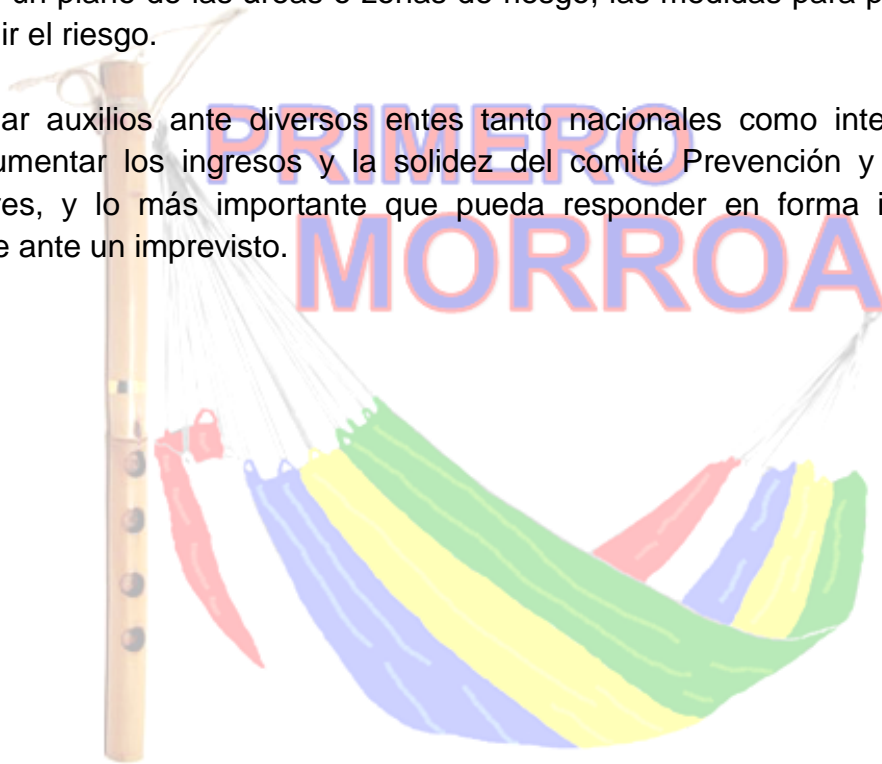 un plano de las áreas o zonas de riesgo, las medidas para p
ir el riesgo.
ar auxilios ante diversos entes tanto nacionales como inte
umentar los ingresos y la solidez del comité Prevención y
res, y lo más importante que pueda responder en forma i
e ante un imprevisto.
PRIMERO
MORROA